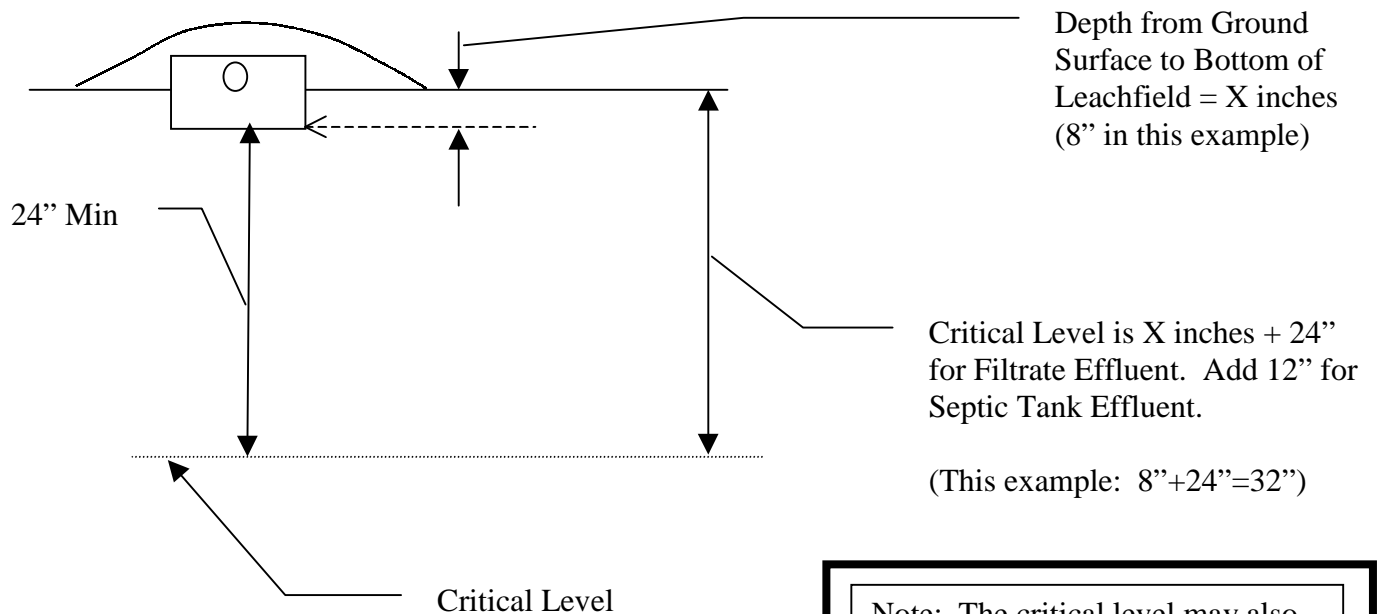 Depth from Ground
Surface to Bottom of
Leachfield = X inches
(8” in this example)
24” Min
Critical Level is X inches + 24”
for Filtrate Effluent.  Add 12” for
Septic Tank Effluent.
(This example:  8”+24”=32”)
Critical Level
Note:  The critical level may also